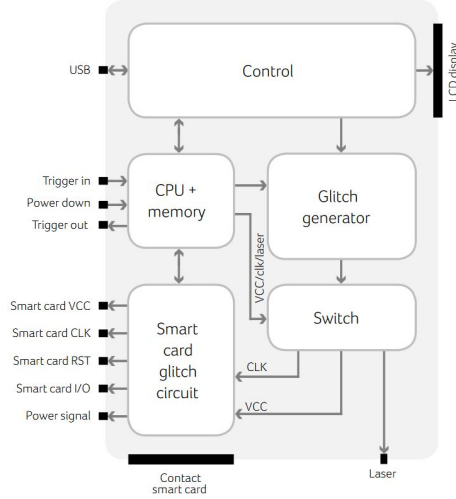 USB
Control
LCD display
Trigger in
Power down
Trigger out
CPU +
memory
Glitch
generator
VCC/clk/laser
Smart card VCC
Smart card CLK
Smart card RST
Smart card I/O
Power signal
Smart
card
glitch
circuit
Switch
CLK
VCC
Contact
smart card
Laser